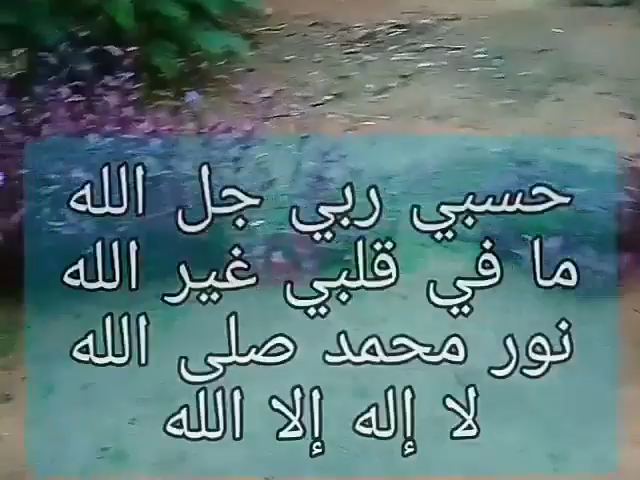 حسبي ربي جل الله
ما في قلبي غير الله
نور محمد صلى الله
لا إله إلا الله